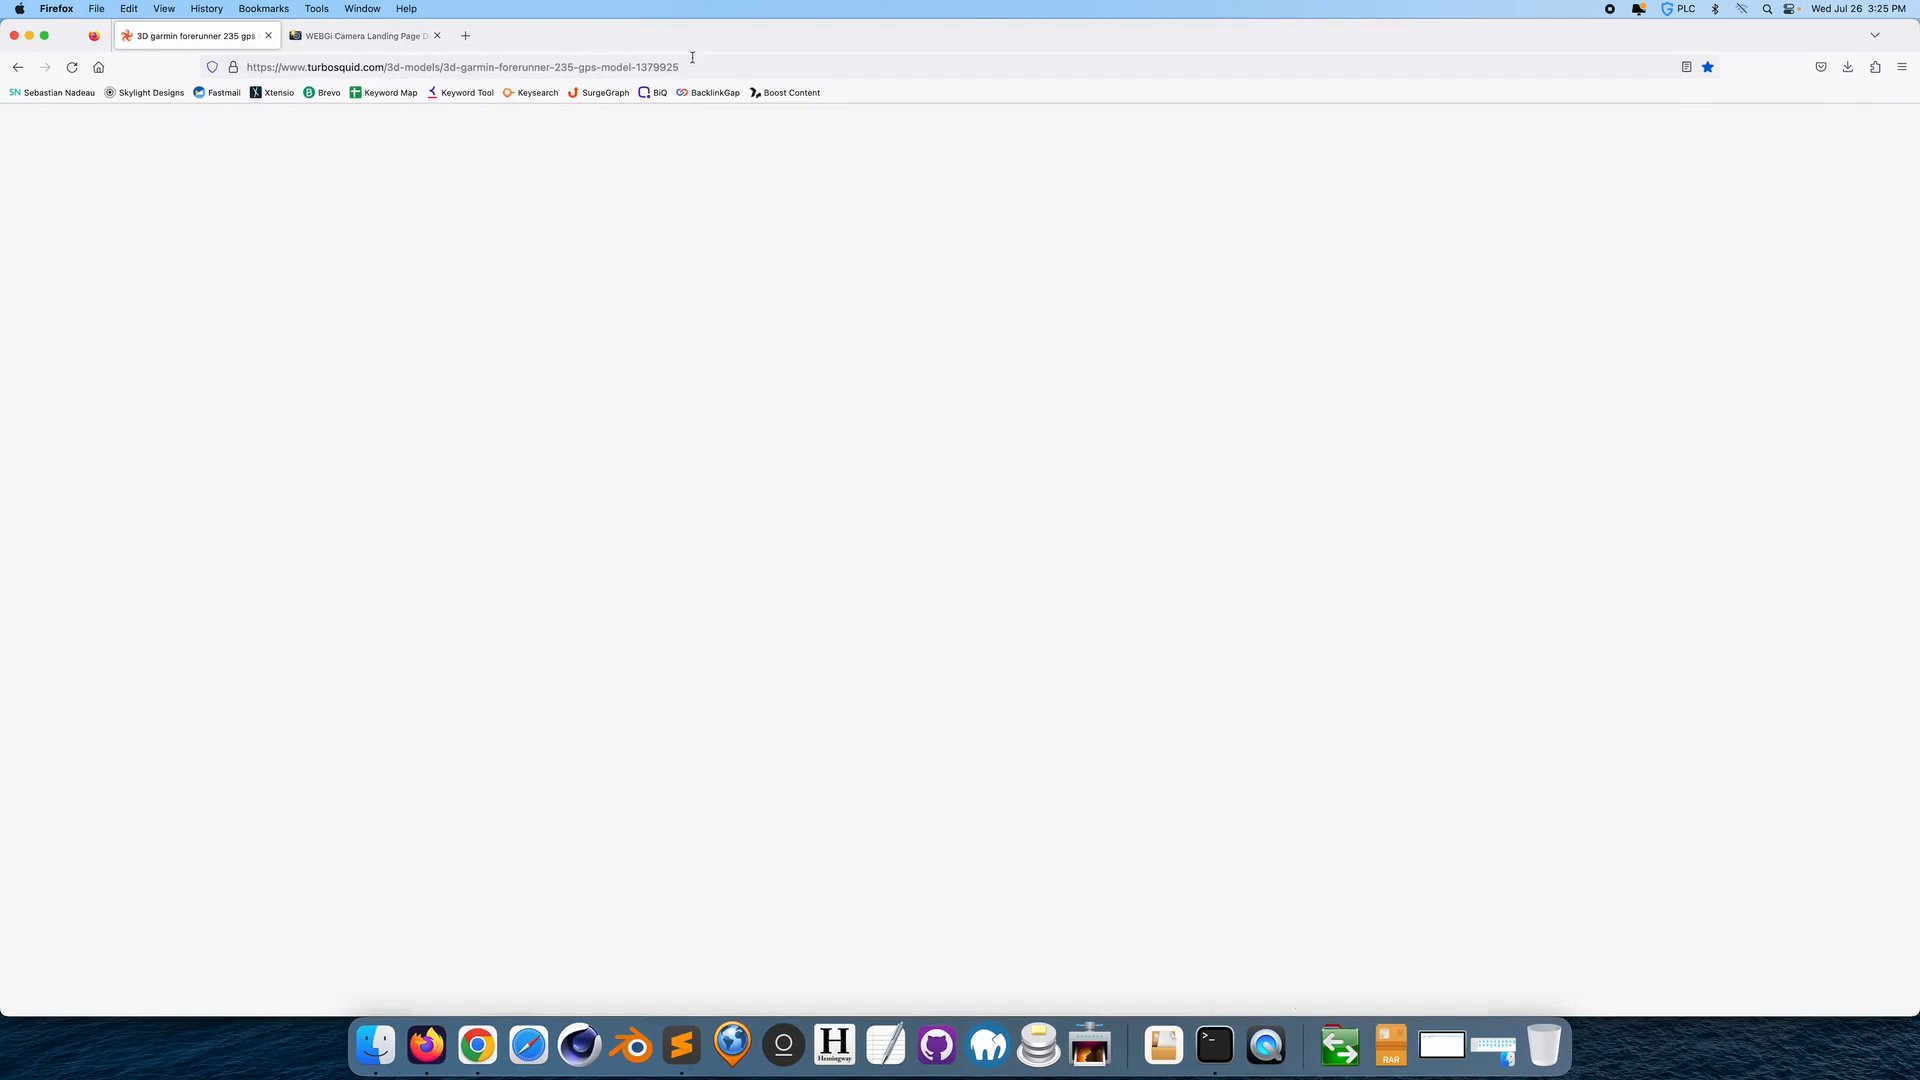 Firefox File Edit View History Bookmarks Tools Window Help PLC Wed Jul 26 3:25 PM
3D garmin forerunner 235 gps WEBGi Camera Landing Page D
https://www.turbosquid.com/3d-models/3d-garmin-forerunner-235-gps-model-1379925
SN Sebastian Nadeau Skylight Designs Fastmail Xtensio Brevo Keyword Map Keyword Tool Keysearch SurgeGraph BiQ BacklinkGap Boost Content
H
Hemingway
RAR